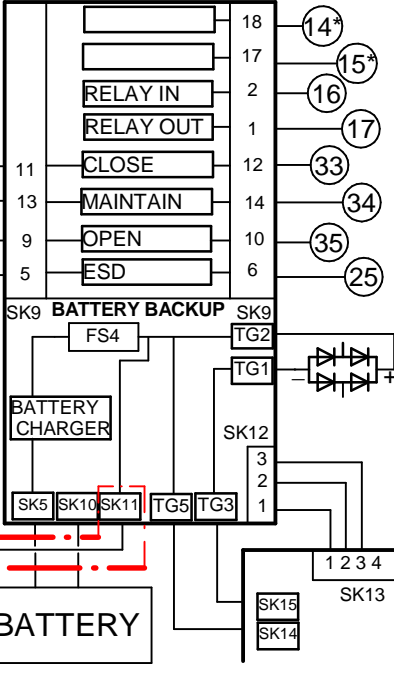 18 14*
17 15*
RELAY IN 2 16
RELAY OUT 1 17
11 CLOSE 12 33
13 MAINTAIN 14 34
9 OPEN 10 35
5 ESD 6 25
SK9 BATTERY BACKUP SK9
FS4 TG2
TG1
− +
BATTERY
CHARGER
SK12
3
2
1
SK5 SK10 SK11 TG5 TG3
1 2 3 4
SK13
SK15
SK14
BATTERY